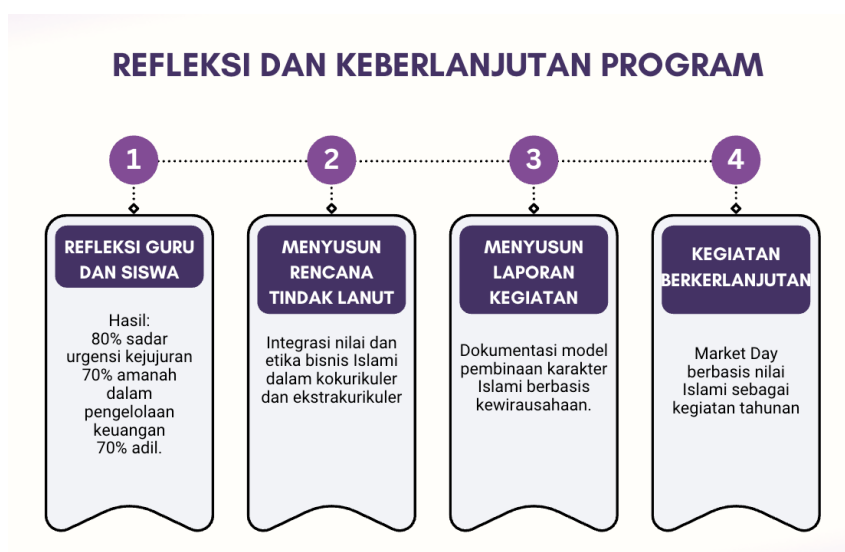 REFLEKSI DAN KEBERLANJUTAN PROGRAM
1
2
3
4
REFLEKSI GURU
DAN SISWA
Hasil:
80% sadar
urgensi kejujuran
70% amanah
dalam
pengelolaan
keuangan
70% adil.
MENYUSUN
RENCANA
TINDAK LANUT
Integrasi nilai dan
etika bisnis Islami
dalam kokurikuler
dan ekstrakurikuler
MENYUSUN
LAPORAN
KEGIATAN
Dokumentasi model
pembinaan karakter
Islami berbasis
kewirausahaan.
KEGIATAN
BERKERLANJUTAN
Market Day
berbasis nilai
Islami sebagai
kegiatan tahunan